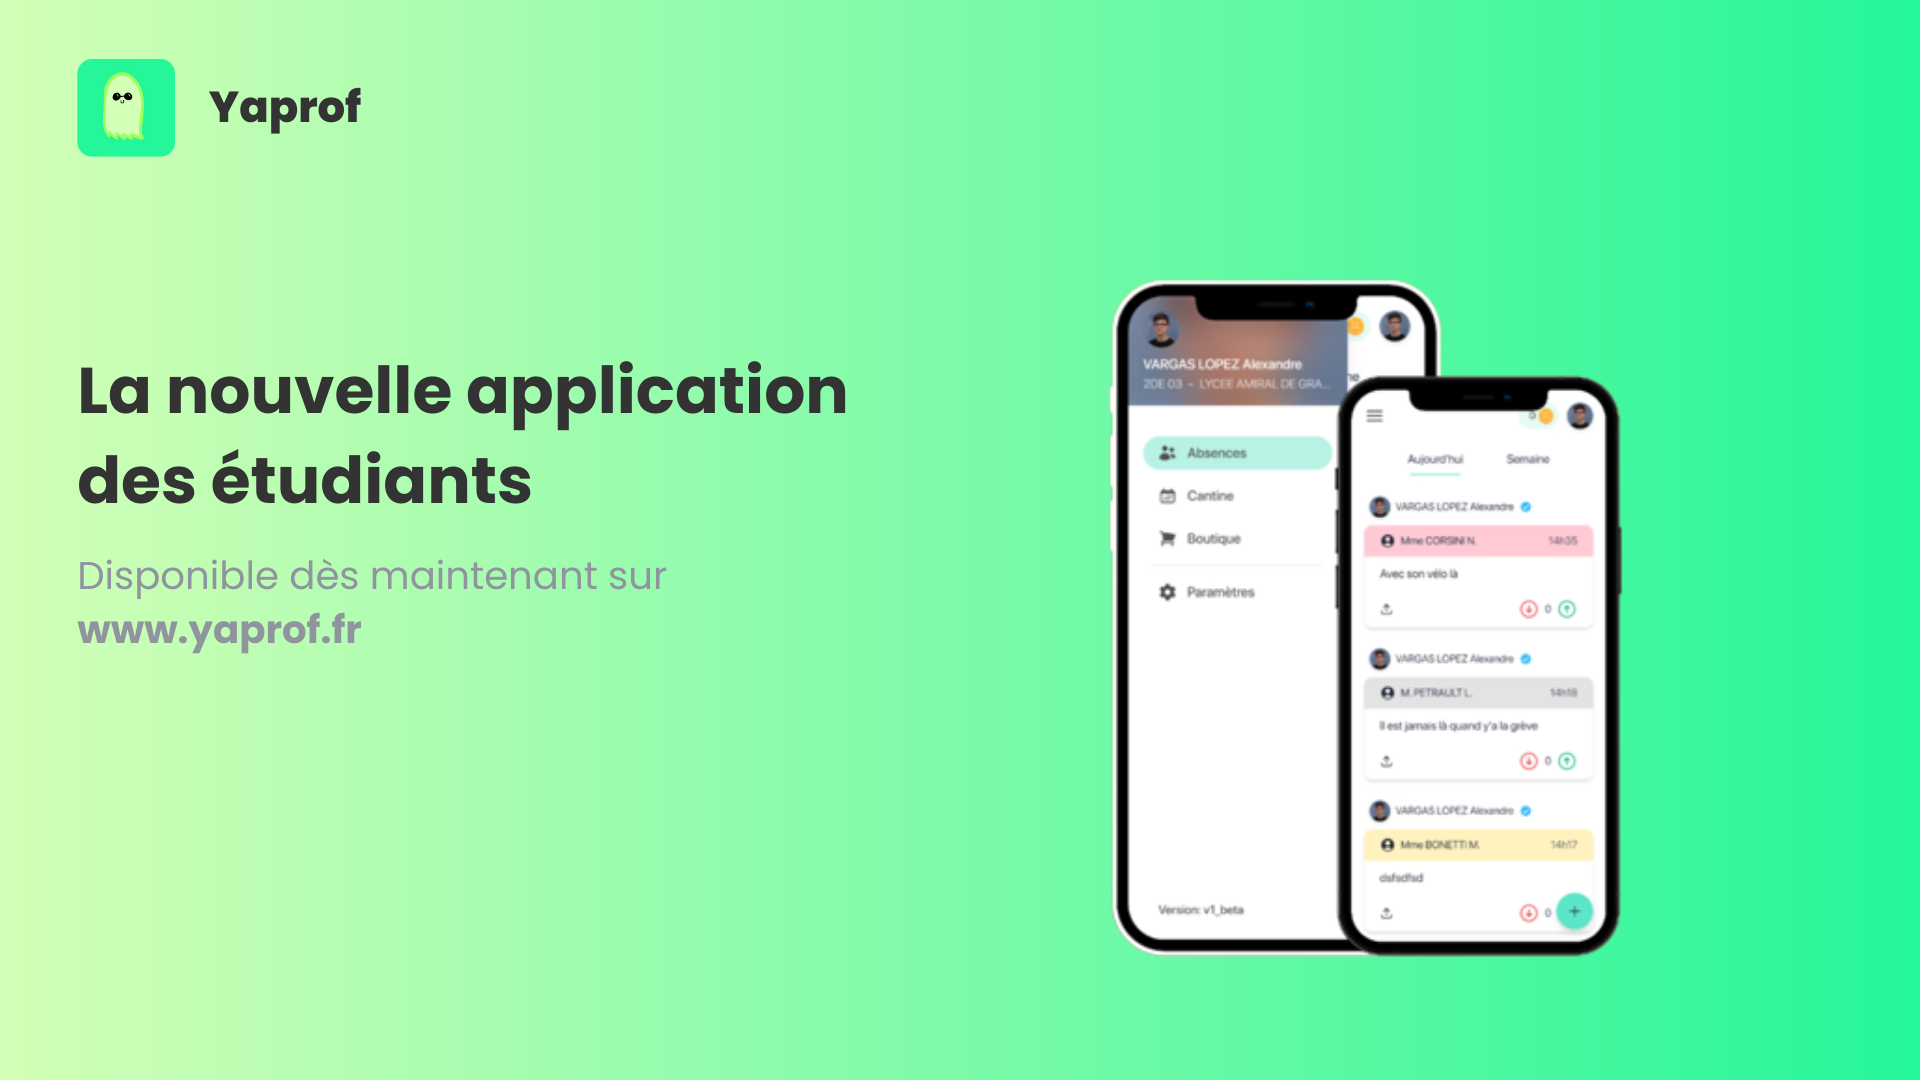 Yaprof
La nouvelle application
des étudiants
Disponible dès maintenant sur
www.yaprof.fr
VARGAS LOPEZ Alexandre
2DE 03 - LYCEE AMIRAL DE GRA...
Absences
Cantine
Boutique
Paramètres
Version: v1_beta
Aujourd'hui Semaine
VARGAS LOPEZ Alexandre
Mme CORSINI N. 14h35
Avec son vélo là
0
VARGAS LOPEZ Alexandre
M. PETRAULT L. 14h18
Il est jamais là quand y'a la grève
0
VARGAS LOPEZ Alexandre
Mme BONETTI M. 14h17
dsfsdfsd
0